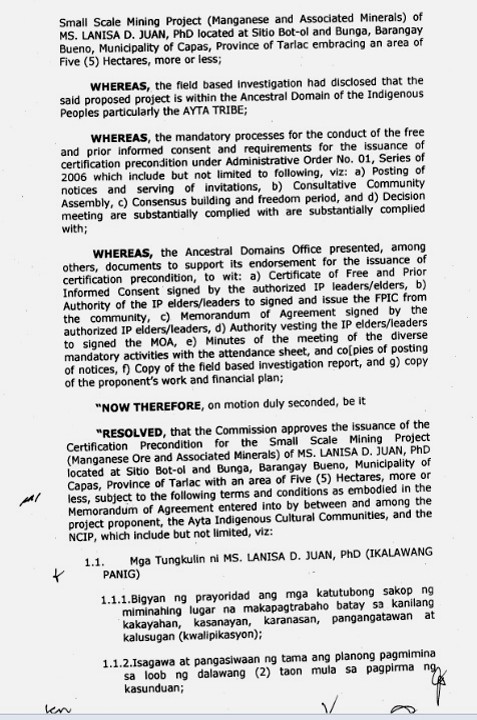 Small Scale Mining Project (Manganese and Associated Minerals) of
MS. LANISA D. JUAN, PhD located at Sitio Bot-ol and Bunga, Barangay
Bueno, Municipality of Capas, Province of Tarlac embracing an area of
Five (5) Hectares, more or less;
WHEREAS, the field based investigation had disclosed that the
said proposed project is within the Ancestral Domain of the Indigenous
Peoples particularly the AYTA TRIBE;
WHEREAS, the mandatory processes for the conduct of the free
and prior informed consent and requirements for the issuance of
certification precondition under Administrative Order No. 01, Series of
2006 which include but not limited to following, viz: a) Posting of
notices and serving of invitations, b) Consultative Community
Assembly, c) Consensus building and freedom period, and d) Decision
meeting are substantially complied with are substantially complied
with;
WHEREAS, the Ancestral Domains Office presented, among
others, documents to support its endorsement for the issuance of
certification precondition, to wit: a) Certificate of Free and Prior
Informed Consent signed by the authorized IP leaders/elders, b)
Authority of the IP elders/leaders to signed and issue the FPIC from
the community, c) Memorandum of Agreement signed by the
authorized IP elders/leaders, d) Authority vesting the IP elders/leaders
to signed the MOA, e) Minutes of the meeting of the diverse
mandatory activities with the attendance sheet, and co[pies of posting
of notices, f) Copy of the field based investigation report, and g) copy
of the proponent's work and financial plan;
"NOW THEREFORE, on motion duly seconded, be it
"RESOLVED, that the Commission approves the issuance of the
Certification Precondition for the Small Scale Mining Project
(Manganese Ore and Associated Minerals) of MS. LANISA D. JUAN, PhD
located at Sitio Bot-ol and Bunga, Barangay Bueno, Municipality of
Capas, Province of Tarlac with an area of Five (5) Hectares, more or
less, subject to the following terms and conditions as embodied in the
Memorandum of Agreement entered into by between and among the
project proponent, the Ayta Indigenous Cultural Communities, and the
NCIP, which include but not limited, viz:
1.1. Mga Tungkulin ni MS. LANISA D. JUAN, PhD (IKALAWANG
PANIG)
1.1.1.Bigyan ng prayoridad ang mga katutubong sakop ng
miminahing lugar na makapagtrabaho batay sa kanilang
kakayahan, kasanayan, karanasan, pangangatawan at
kalusugan (kwalipikasyon);
1.1.2.Isagawa at pangasiwaan ng tama ang planong pagmimina
sa loob ng dalawang (2) taon mula sa pagpirma ng
kasunduan;